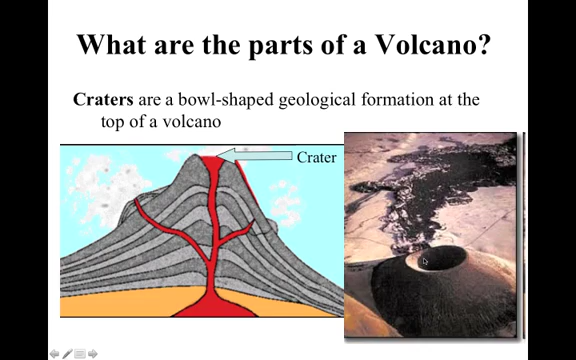 What are the parts of a Volcano?
Craters are a bowl-shaped geological formation at the
top of a volcano
Crater